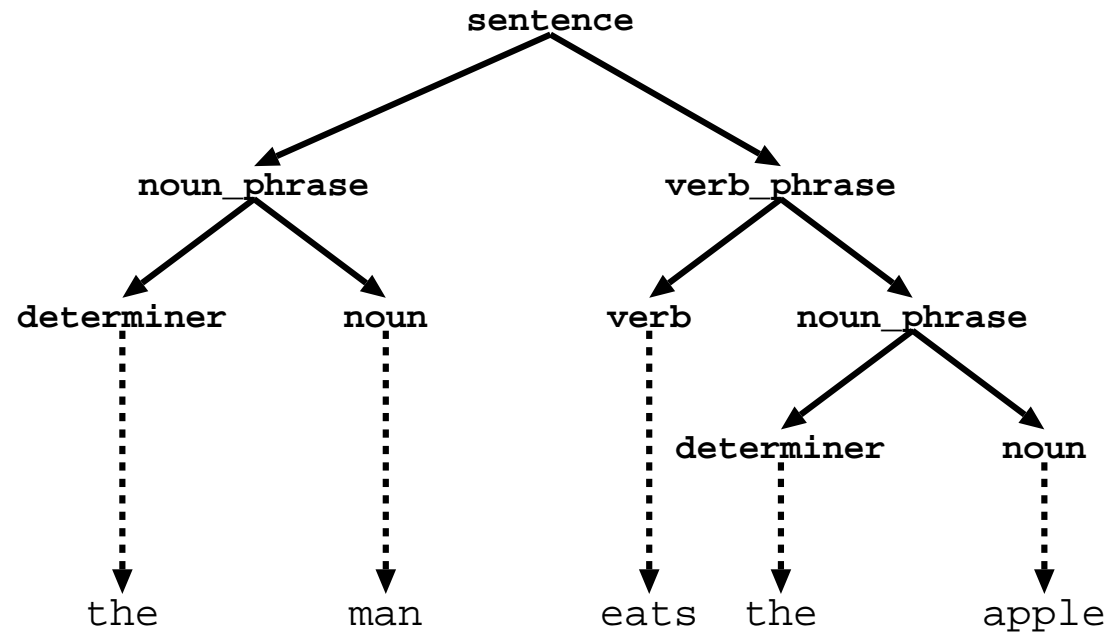 sentence
noun_phrase verb_phrase
determiner noun verb noun_phrase
determiner noun
the man eats the apple